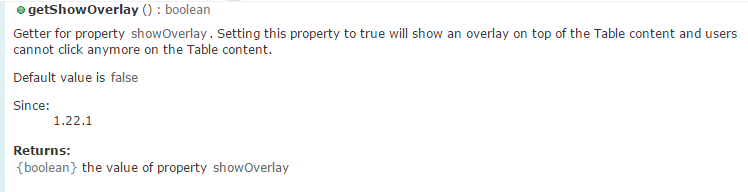 getShowOverlay () : boolean
Getter for property showOverlay. Setting this property to true will show an overlay on top of the Table content and users
cannot click anymore on the Table content.
Default value is false
Since:
1.22.1
Returns:
{boolean} the value of property showOverlay